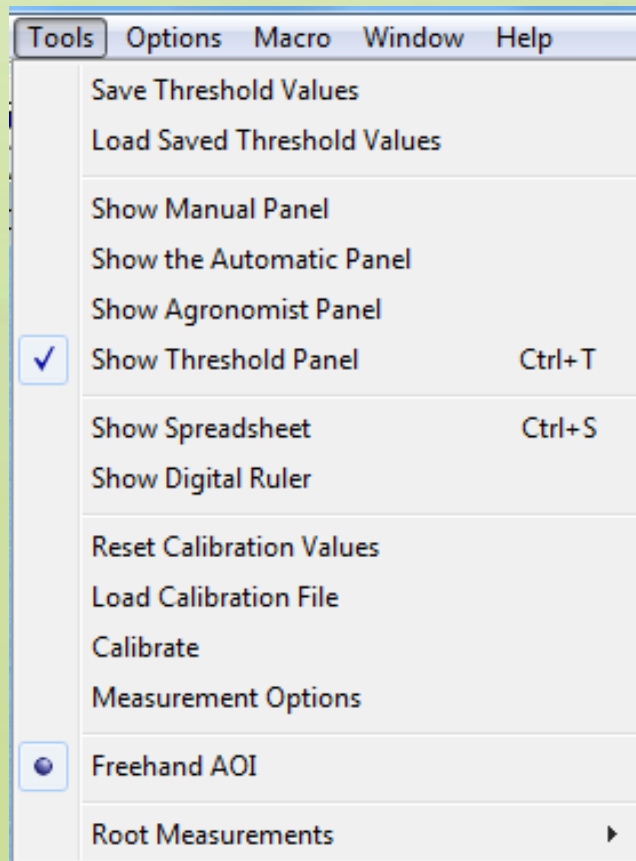 Tools Options Macro Window Help
Save Threshold Values
Load Saved Threshold Values
Show Manual Panel
Show the Automatic Panel
Show Agronomist Panel
Show Threshold Panel Ctrl+T
Show Spreadsheet Ctrl+S
Show Digital Ruler
Reset Calibration Values
Load Calibration File
Calibrate
Measurement Options
Freehand AOI
Root Measurements